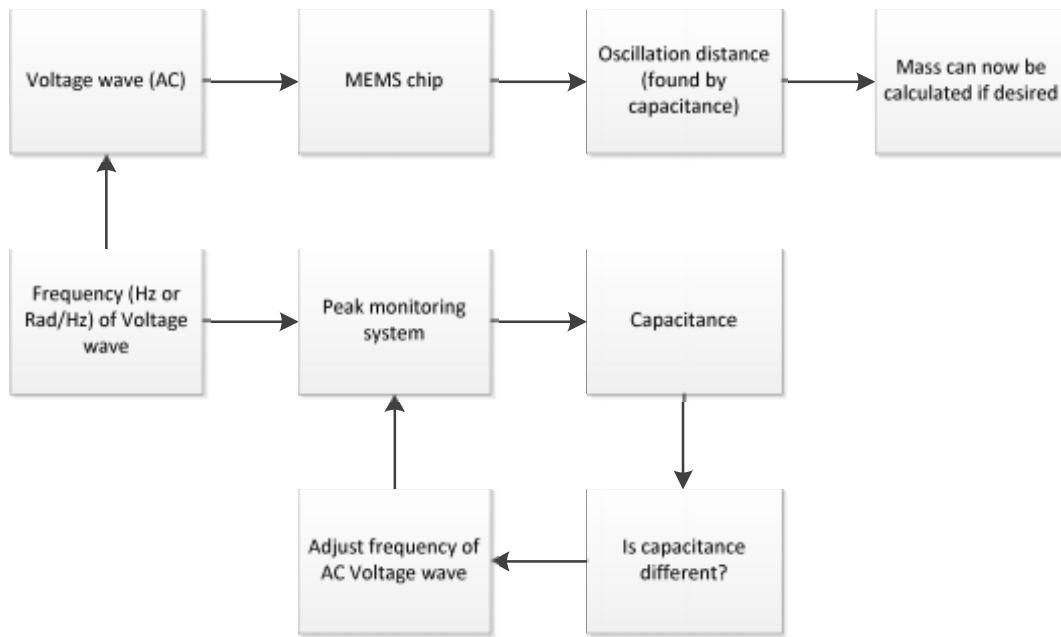 Voltage wave (AC)
MEMS chip
Oscillation distance
(found by
capacitance)
Mass can now be
calculated if desired
Frequency (Hz or
Rad/Hz) of Voltage
wave
Peak monitoring
system
Capacitance
Adjust frequency of
AC Voltage wave
Is capacitance
different?